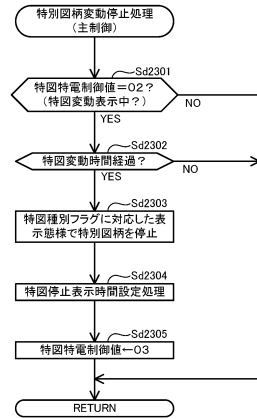 特別図柄変動停止処理
（主制御）
Sd2301
特図特電制御値＝02？
（特図変動表示中？）
NO
YES
Sd2302
特図変動時間経過？
NO
YES
Sd2303
特図種別フラグに対応した表
示態様で特別図柄を停止
Sd2304
特図停止表示時間設定処理
Sd2305
特図特電制御値←03
RETURN